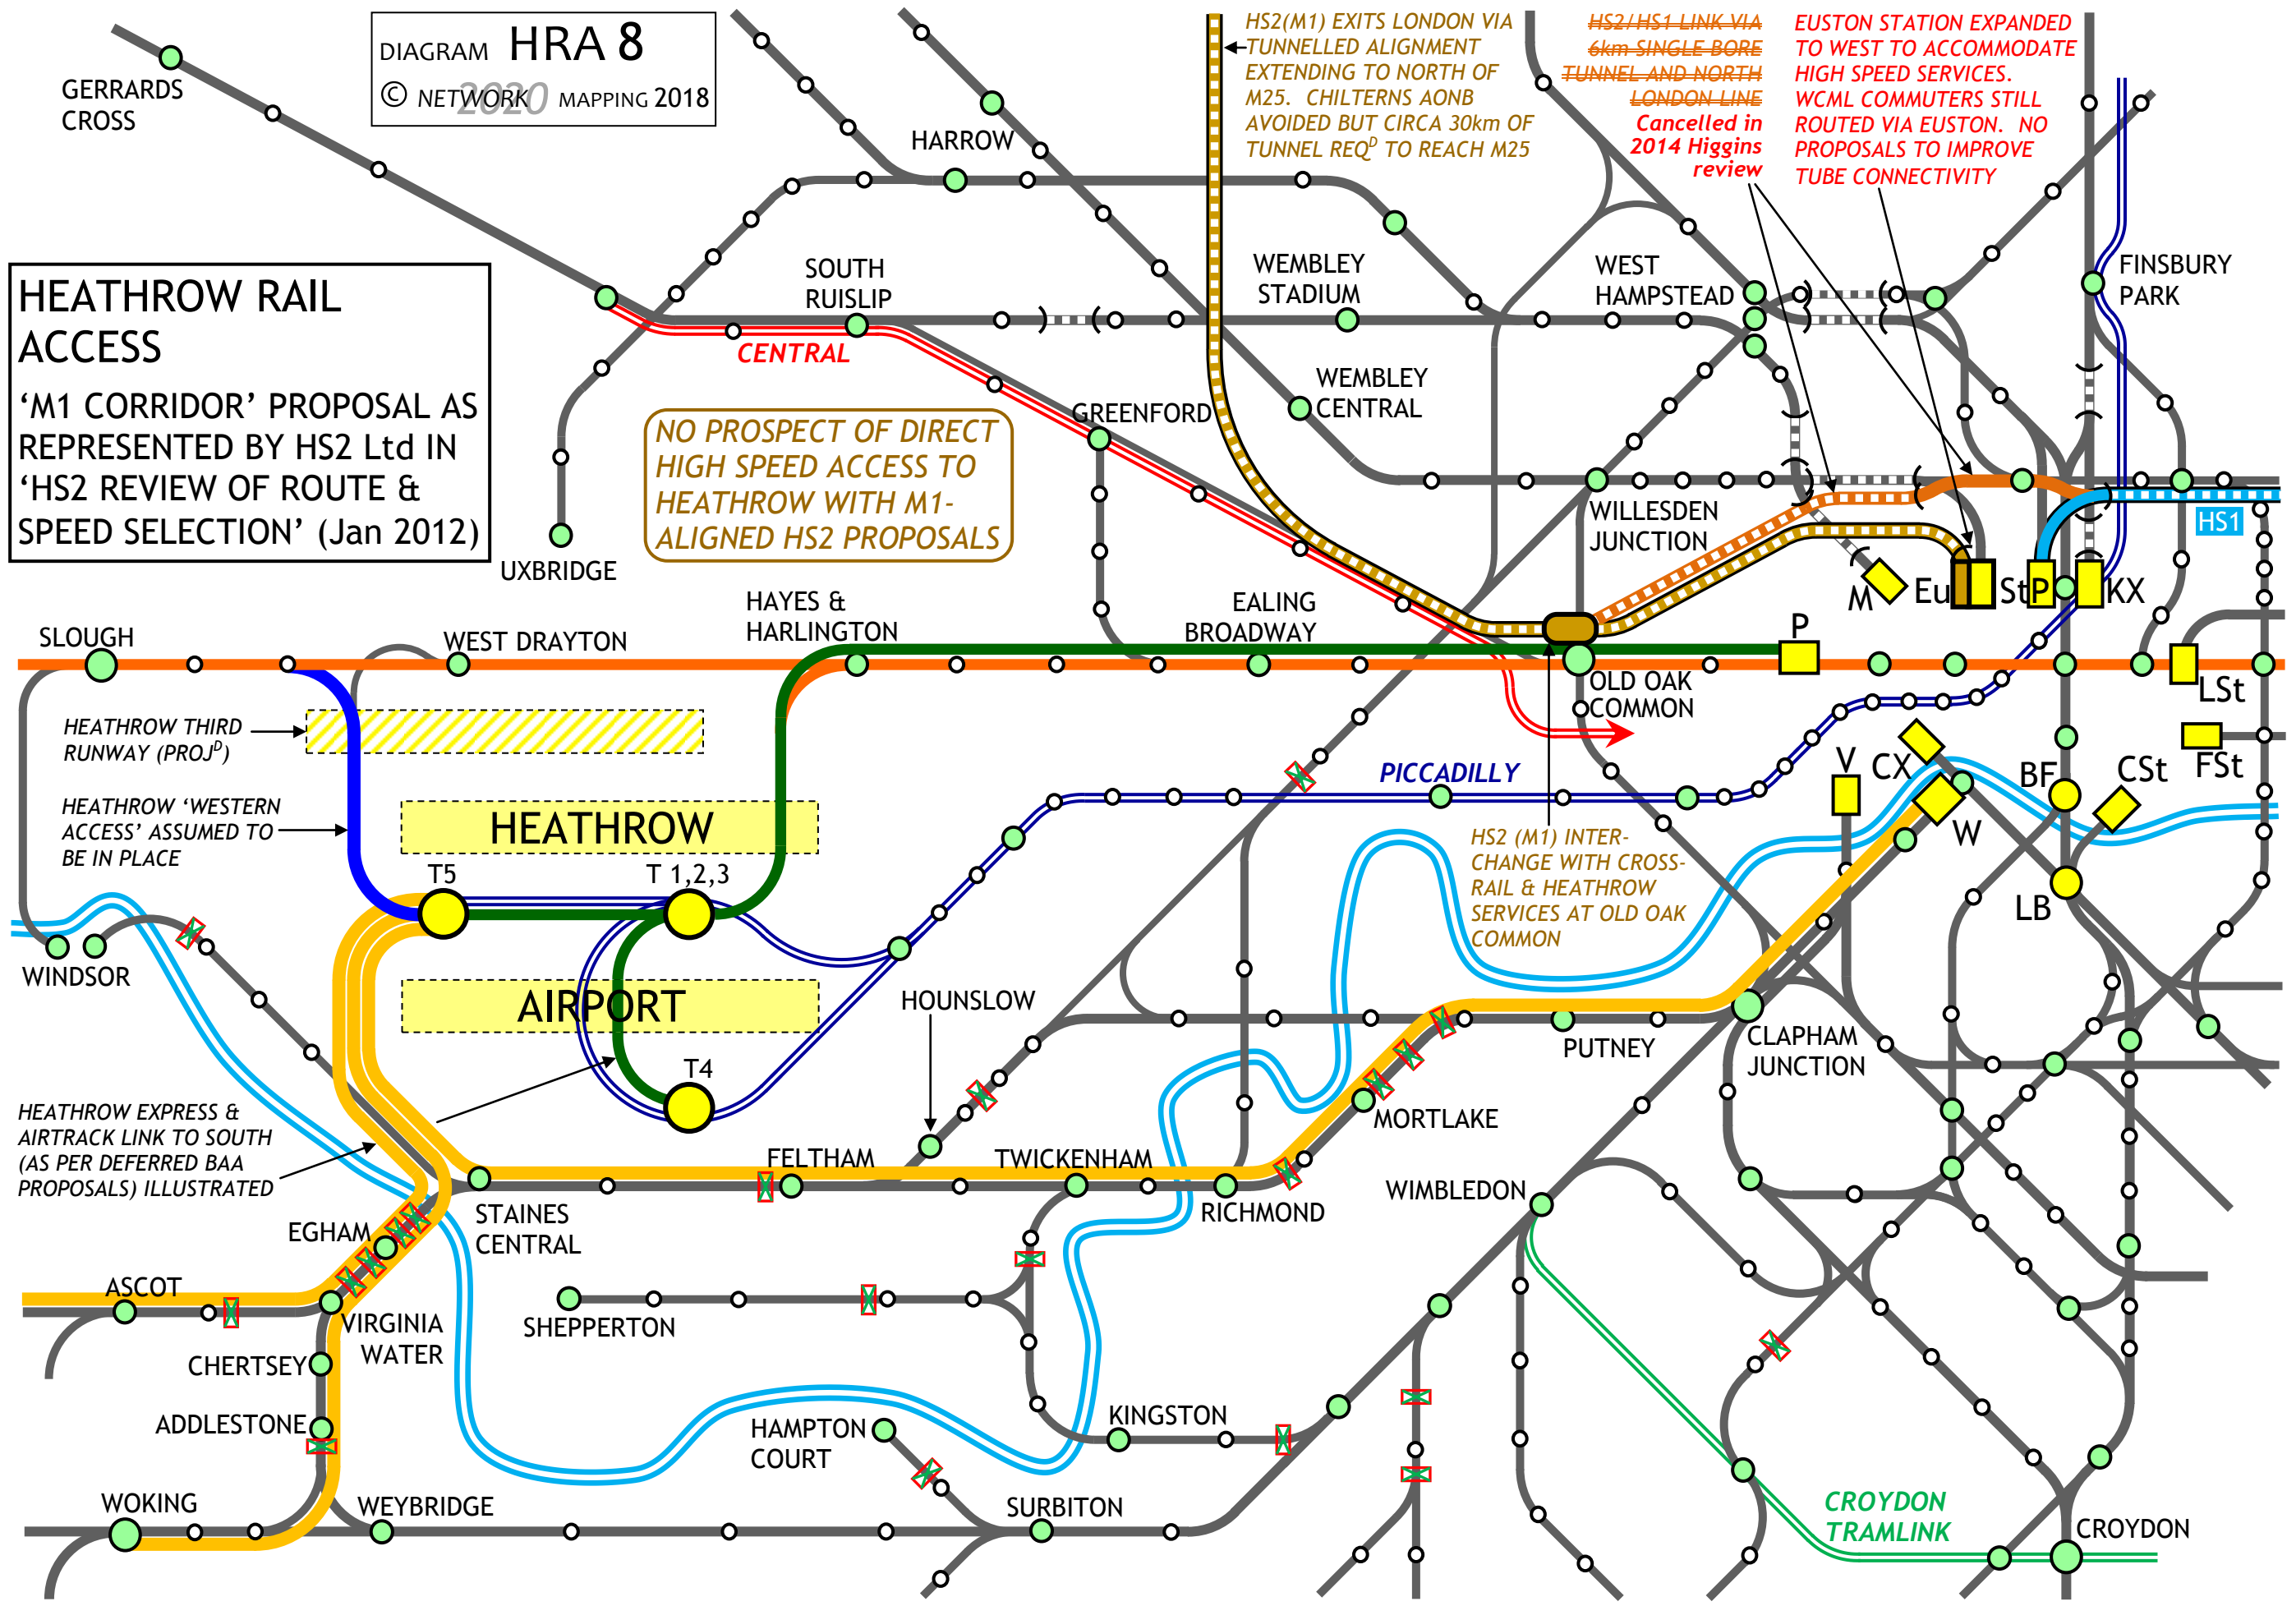 DIAGRAM HRA 8
© NETWORK 2020 MAPPING 2018
GERRARDS
CROSS
HARROW
HS2(M1) EXITS LONDON VIA
TUNNELLED ALIGNMENT
EXTENDING TO NORTH OF
M25. CHILTERNS AONB
AVOIDED BUT CIRCA 30km OF
TUNNEL REQD TO REACH M25
HS2/HS1 LINK VIA
6km SINGLE BORE
TUNNEL AND NORTH
LONDON LINE
Cancelled in
2014 Higgins
review
EUSTON STATION EXPANDED
TO WEST TO ACCOMMODATE
HIGH SPEED SERVICES.
WCML COMMUTERS STILL
ROUTED VIA EUSTON. NO
PROPOSALS TO IMPROVE
TUBE CONNECTIVITY
HEATHROW RAIL
ACCESS
‘M1 CORRIDOR’ PROPOSAL AS
REPRESENTED BY HS2 Ltd IN
‘HS2 REVIEW OF ROUTE &
SPEED SELECTION’ (Jan 2012)
SOUTH
RUISLIP
CENTRAL
WEMBLEY
STADIUM
WEST
HAMPSTEAD
FINSBURY
PARK
WEMBLEY
CENTRAL
GREENFORD
NO PROSPECT OF DIRECT
HIGH SPEED ACCESS TO
HEATHROW WITH M1-
ALIGNED HS2 PROPOSALS
UXBRIDGE
WILLESDEN
JUNCTION
HS1
M
Eu
StP
KX
SLOUGH
WEST DRAYTON
HAYES &
HARLINGTON
EALING
BROADWAY
P
OLD OAK
COMMON
LSt
FSt
HEATHROW THIRD
RUNWAY (PROJD)
HEATHROW ‘WESTERN
ACCESS’ ASSUMED TO
BE IN PLACE
HEATHROW
T5
T 1,2,3
PICCADILLY
V
CX
W
BF
CSt
LB
HS2 (M1) INTER-
CHANGE WITH CROSS-
RAIL & HEATHROW
SERVICES AT OLD OAK
COMMON
WINDSOR
AIRPORT
T4
HOUNSLOW
PUTNEY
CLAPHAM
JUNCTION
MORTLAKE
HEATHROW EXPRESS &
AIRTRACK LINK TO SOUTH
(AS PER DEFERRED BAA
PROPOSALS) ILLUSTRATED
FELTHAM
TWICKENHAM
RICHMOND
WIMBLEDON
STAINES
CENTRAL
EGHAM
ASCOT
VIRGINIA
WATER
SHEPPERTON
CHERTSEY
ADDLESTONE
HAMPTON
COURT
KINGSTON
WOKING
WEYBRIDGE
SURBITON
CROYDON
TRAMLINK
CROYDON